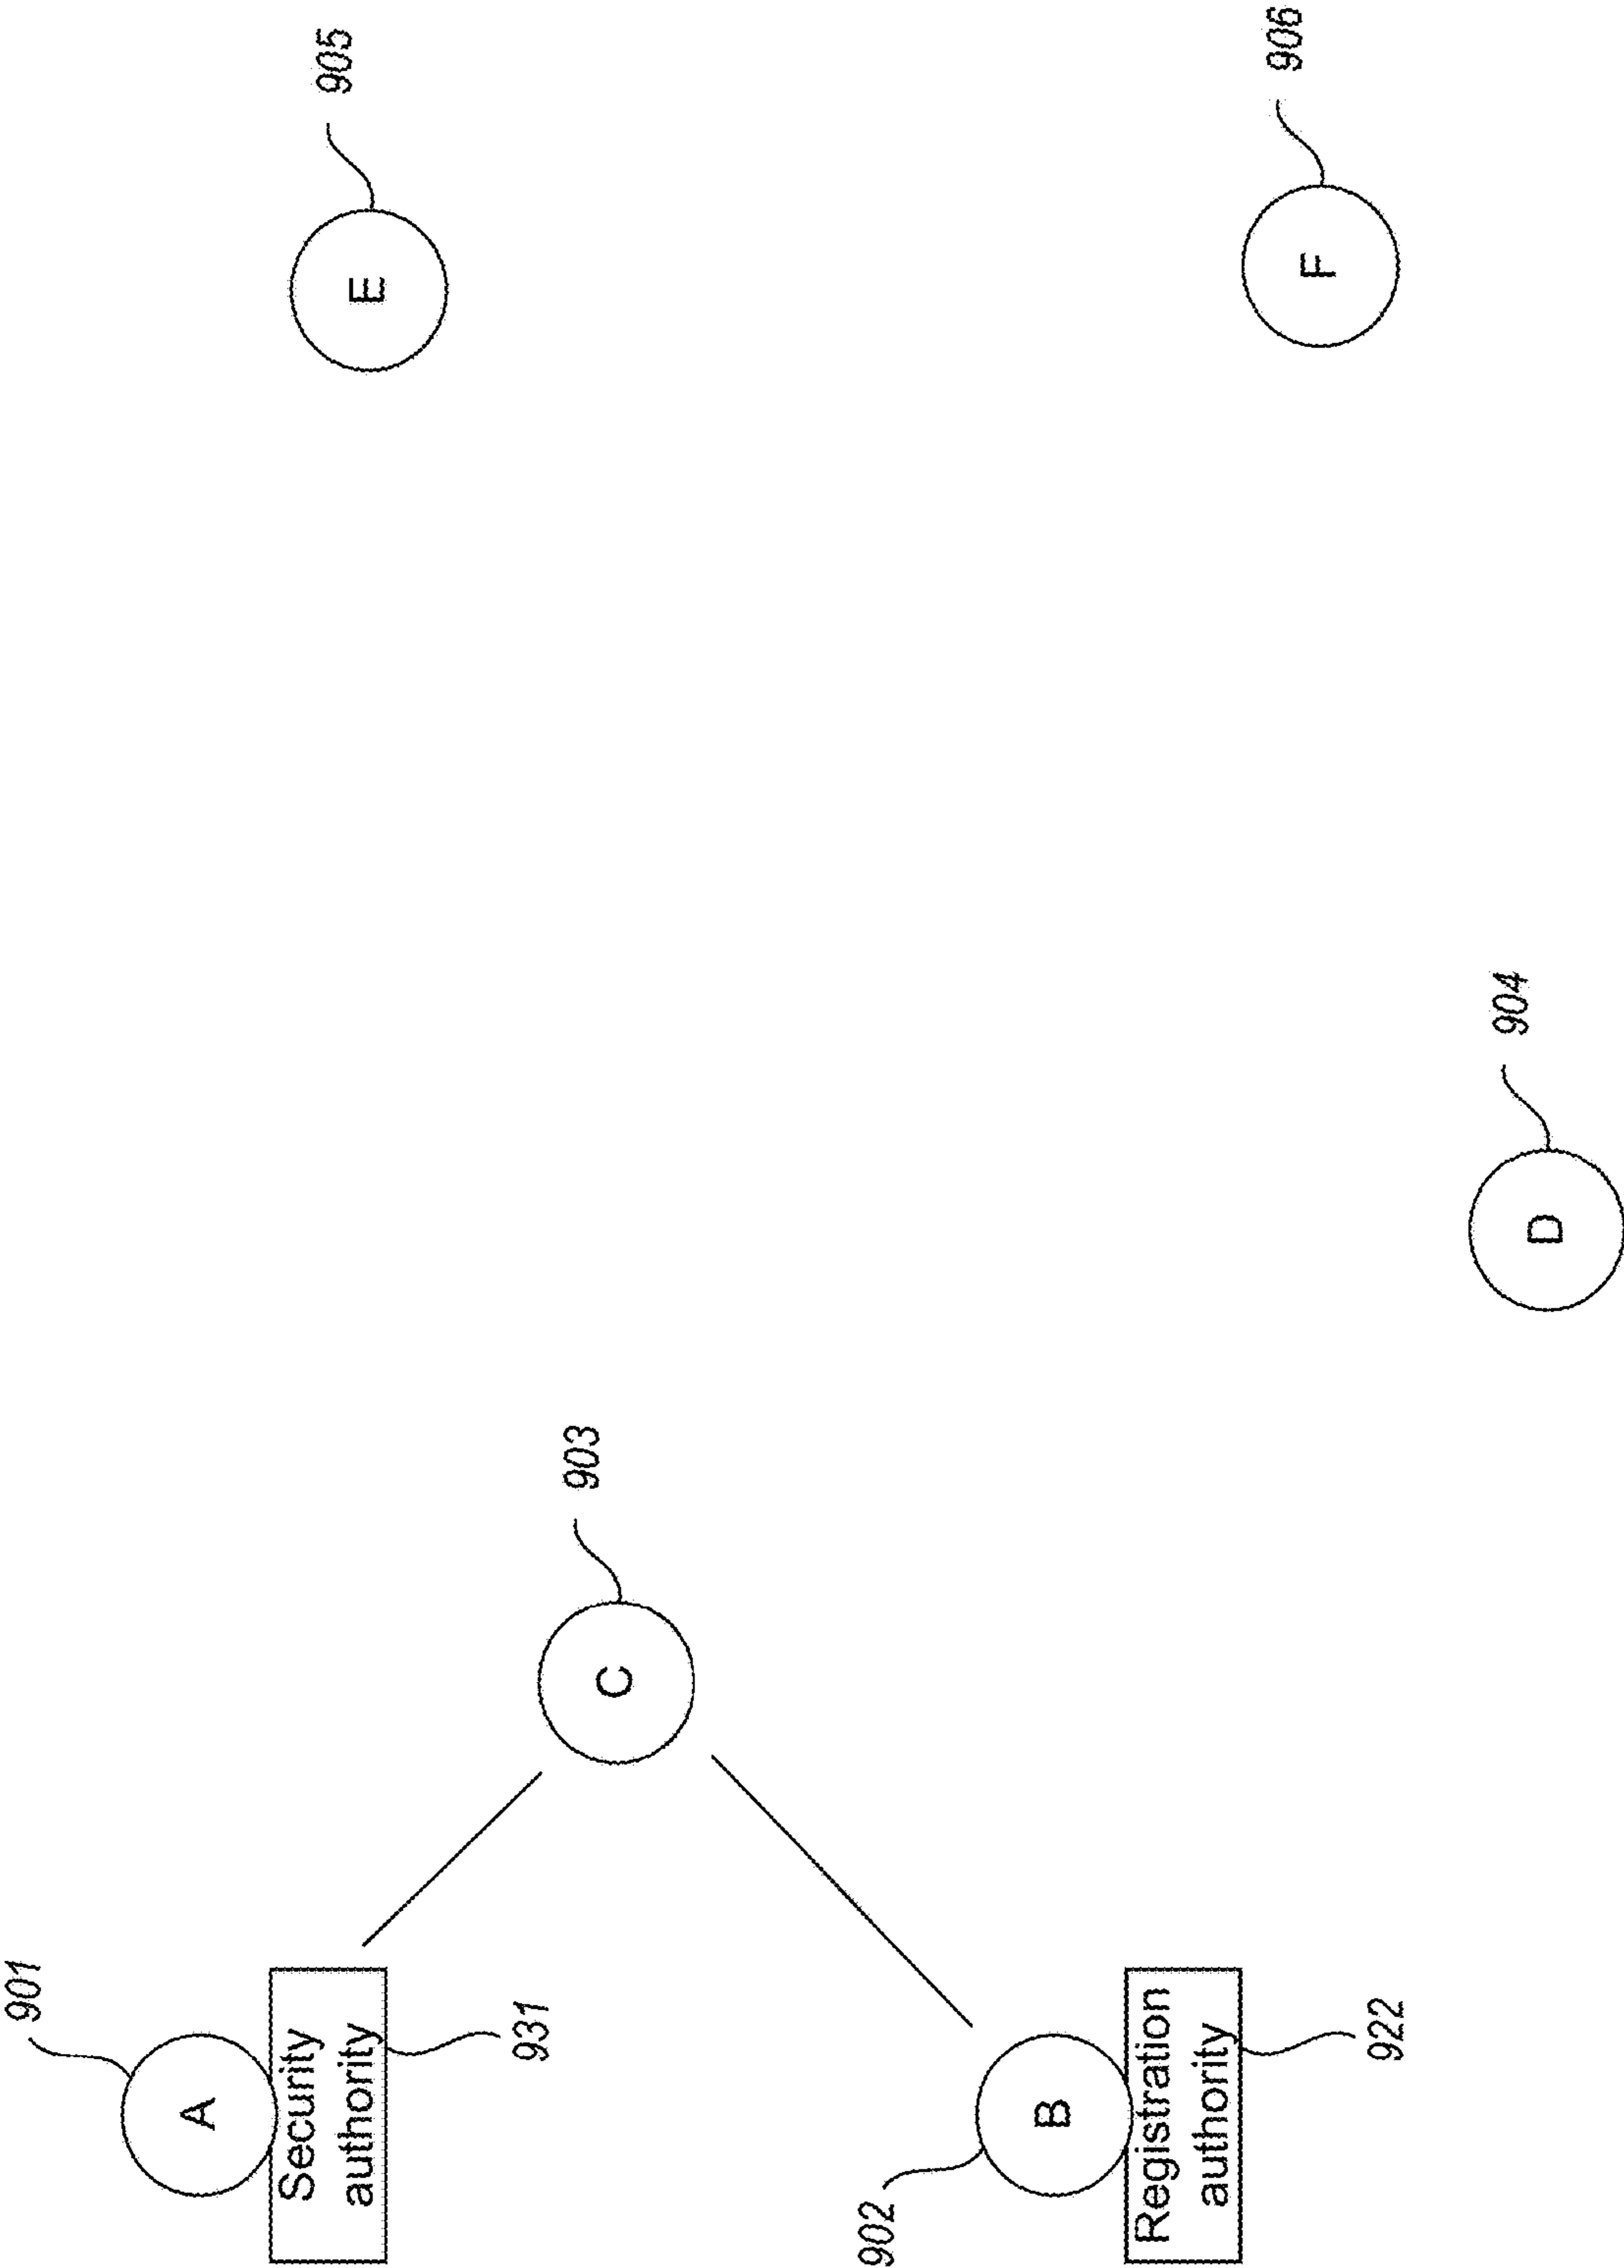 901
A
Security
authority
931
905
E
903
C
902
B
Registration
authority
922
906
F
904
D